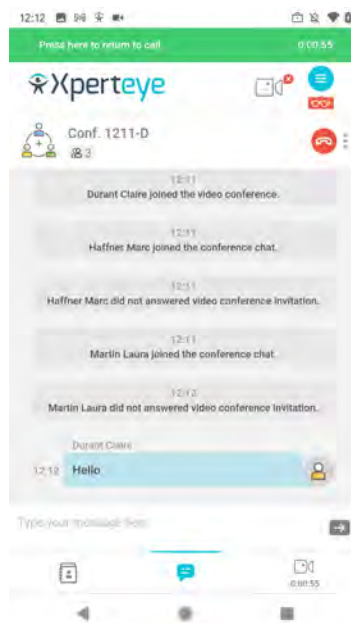 12:12
Press here to return to call
0:00:55
Xperteye
Conf. 1211-D
3
12:11
Durant Claire joined the video conference.
12:11
Haffner Marc joined the conference chat.
12:11
Haffner Marc did not answered video conference invitation.
12:11
Martin Laura joined the conference chat.
12:12
Martin Laura did not answered video conference invitation.
Durant Claire
12:12 Hello
Type your message here
0:00:55